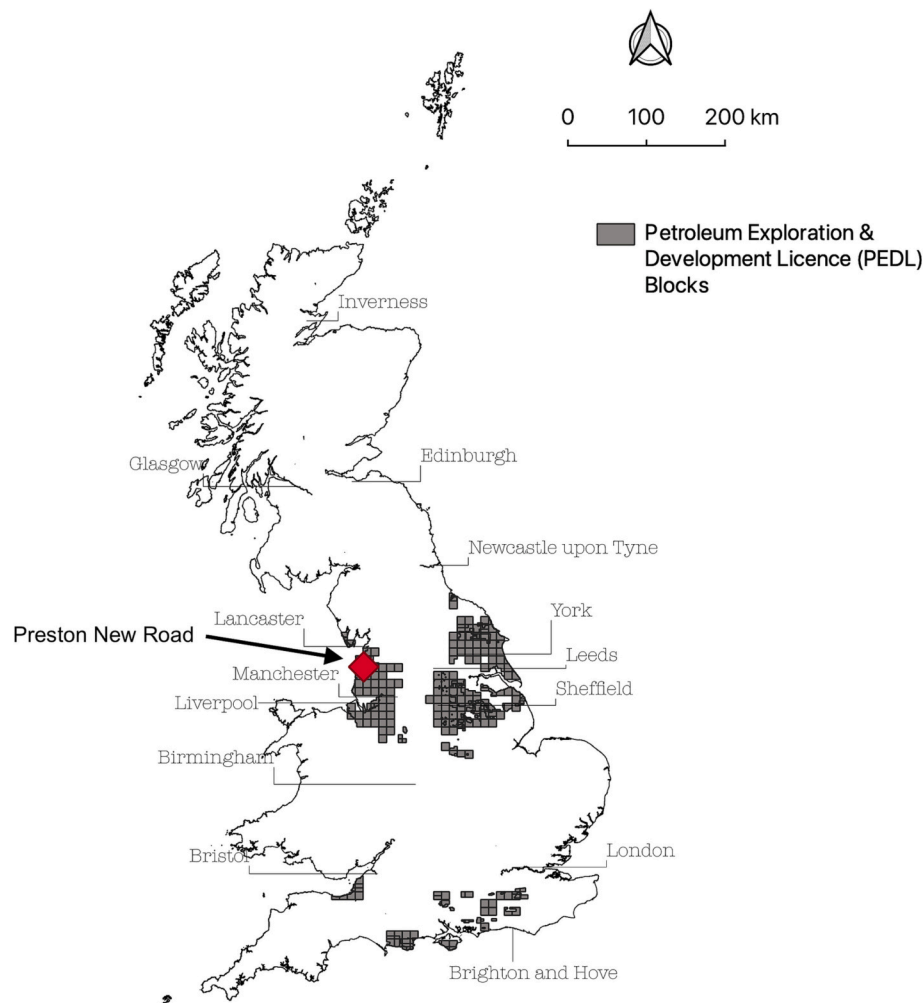 0 100 200 km
Petroleum Exploration &
Development Licence (PEDL)
Blocks
Inverness
Glasgow
Edinburgh
Newcastle upon Tyne
Lancaster
York
Preston New Road
Leeds
Manchester
Sheffield
Liverpool
Birmingham
Bristol
London
Brighton and Hove